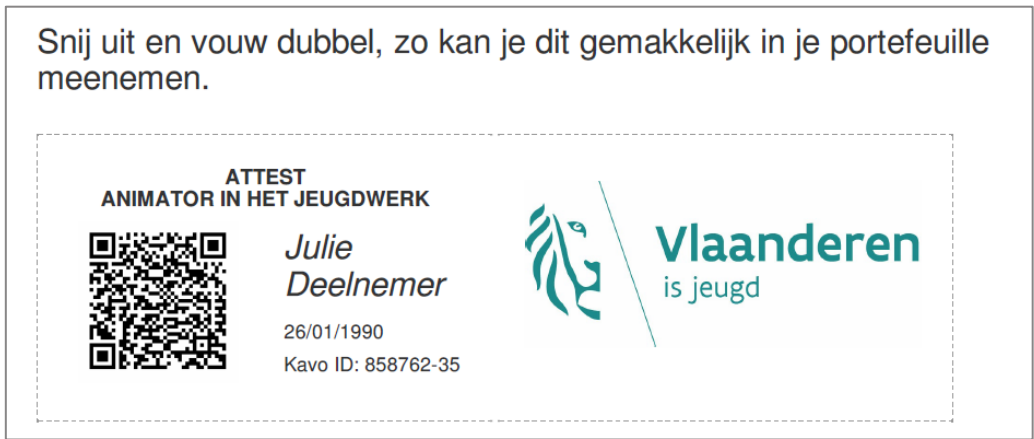 Snij uit en vouw dubbel, zo kan je dit gemakkelijk in je portefeuille
meenemen.
ATTEST
ANIMATOR IN HET JEUGDWERK
Julie
Deelnemer
26/01/1990
Kavo ID: 858762-35
Vlaanderen
is jeugd